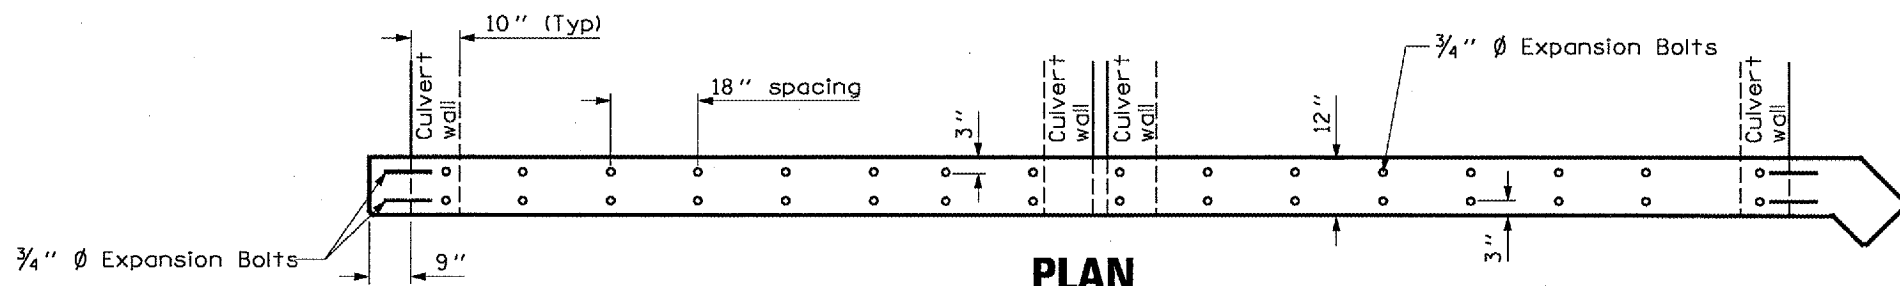 10" (Typ)
¾" Ø Expansion Bolts
Culvert
wall
18" spacing
3"
Culvert
wall
Culvert
wall
12"
Culvert
wall
¾" Ø Expansion Bolts
9"
3"
PLAN